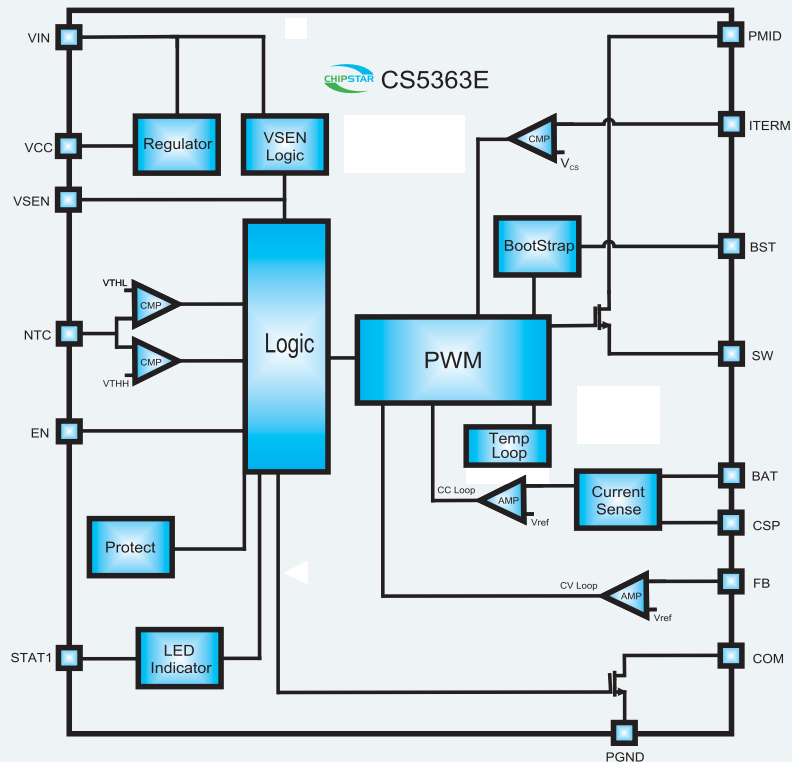 VIN
PMID
CHIPSTAR CS5363E
ITERM
VCC
Regulator
VSEN
Logic
CMP
VCS
VSEN
BootStrap
BST
VTHL
CMP
NTC
CMP
VTHH
Logic
PWM
SW
EN
Temp
Loop
BAT
CC Loop
AMP
Vref
Current
Sense
CSP
Protect
CV Loop
AMP
Vref
FB
STAT1
LED
Indicator
COM
PGND